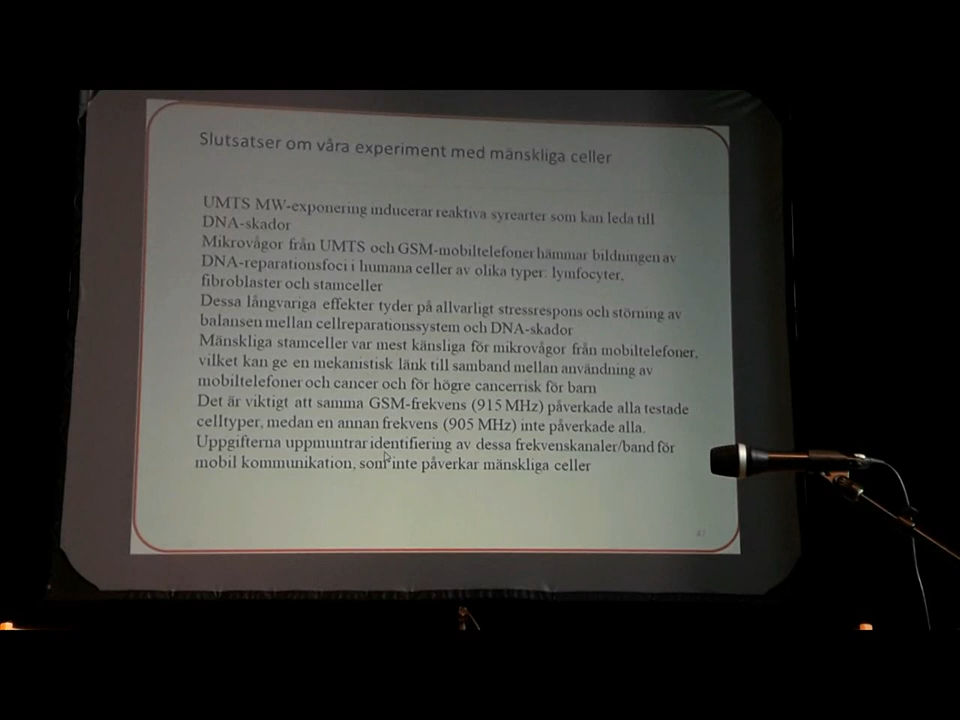 Slutsatser om våra experiment med mänskliga celler
UMTS MW-exponering inducerar reaktiva syrearter som kan leda till
DNA-skador
Mikrovågor från UMTS och GSM-mobiltelefoner hämmar bildningen av
DNA-reparationsfoci i humana celler av olika typer: lymfocyter,
fibroblaster och stamceller
Dessa långvariga effekter tyder på allvarligt stressrespons och störning av
balansen mellan cellreparationssystem och DNA-skador
Mänskliga stamceller var mest känsliga för mikrovågor från mobiltelefoner,
vilket kan ge en mekanistisk länk till samband mellan användning av
mobiltelefoner och cancer och för högre cancerrisk för barn
Det är viktigt att samma GSM-frekvens (915 MHz) påverkade alla testade
celltyper, medan en annan frekvens (905 MHz) inte påverkade alla.
Uppgifterna uppmuntrar identifiering av dessa frekvenskanaler/band för
mobil kommunikation, som inte påverkar mänskliga celler